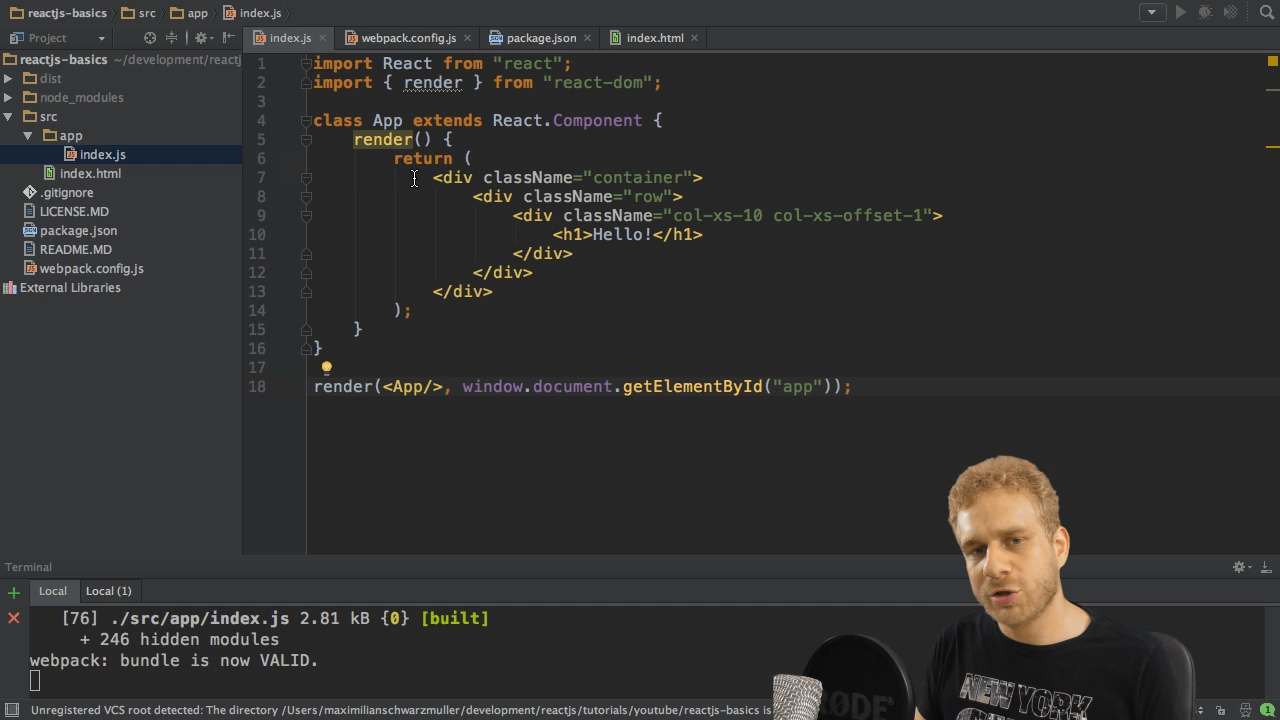 reactjs-basics src app index.js
Project
index.js webpack.config.js package.json index.html
reactjs-basics ~/development/reactj
dist
node_modules
src
app
index.js
index.html
.gitignore
LICENSE.MD
package.json
README.MD
webpack.config.js
External Libraries
1 import React from "react";
2 import { render } from "react-dom";
3
4 class App extends React.Component {
5 render() {
6 return (
7 <div className="container">
8 <div className="row">
9 <div className="col-xs-10 col-xs-offset-1">
10 <h1>Hello!</h1>
11 </div>
12 </div>
13 </div>
14 );
15 }
16 }
17
18 render(<App/>, window.document.getElementById("app"));
Terminal
Local Local (1)
[76] ./src/app/index.js 2.81 kB {0} [built]
+ 246 hidden modules
webpack: bundle is now VALID.
Unregistered VCS root detected: The directory /Users/maximilianschwarzmuller/development/reactjs/tutorials/youtube/reactjs-basics is
1
RØDE
NEW YORK